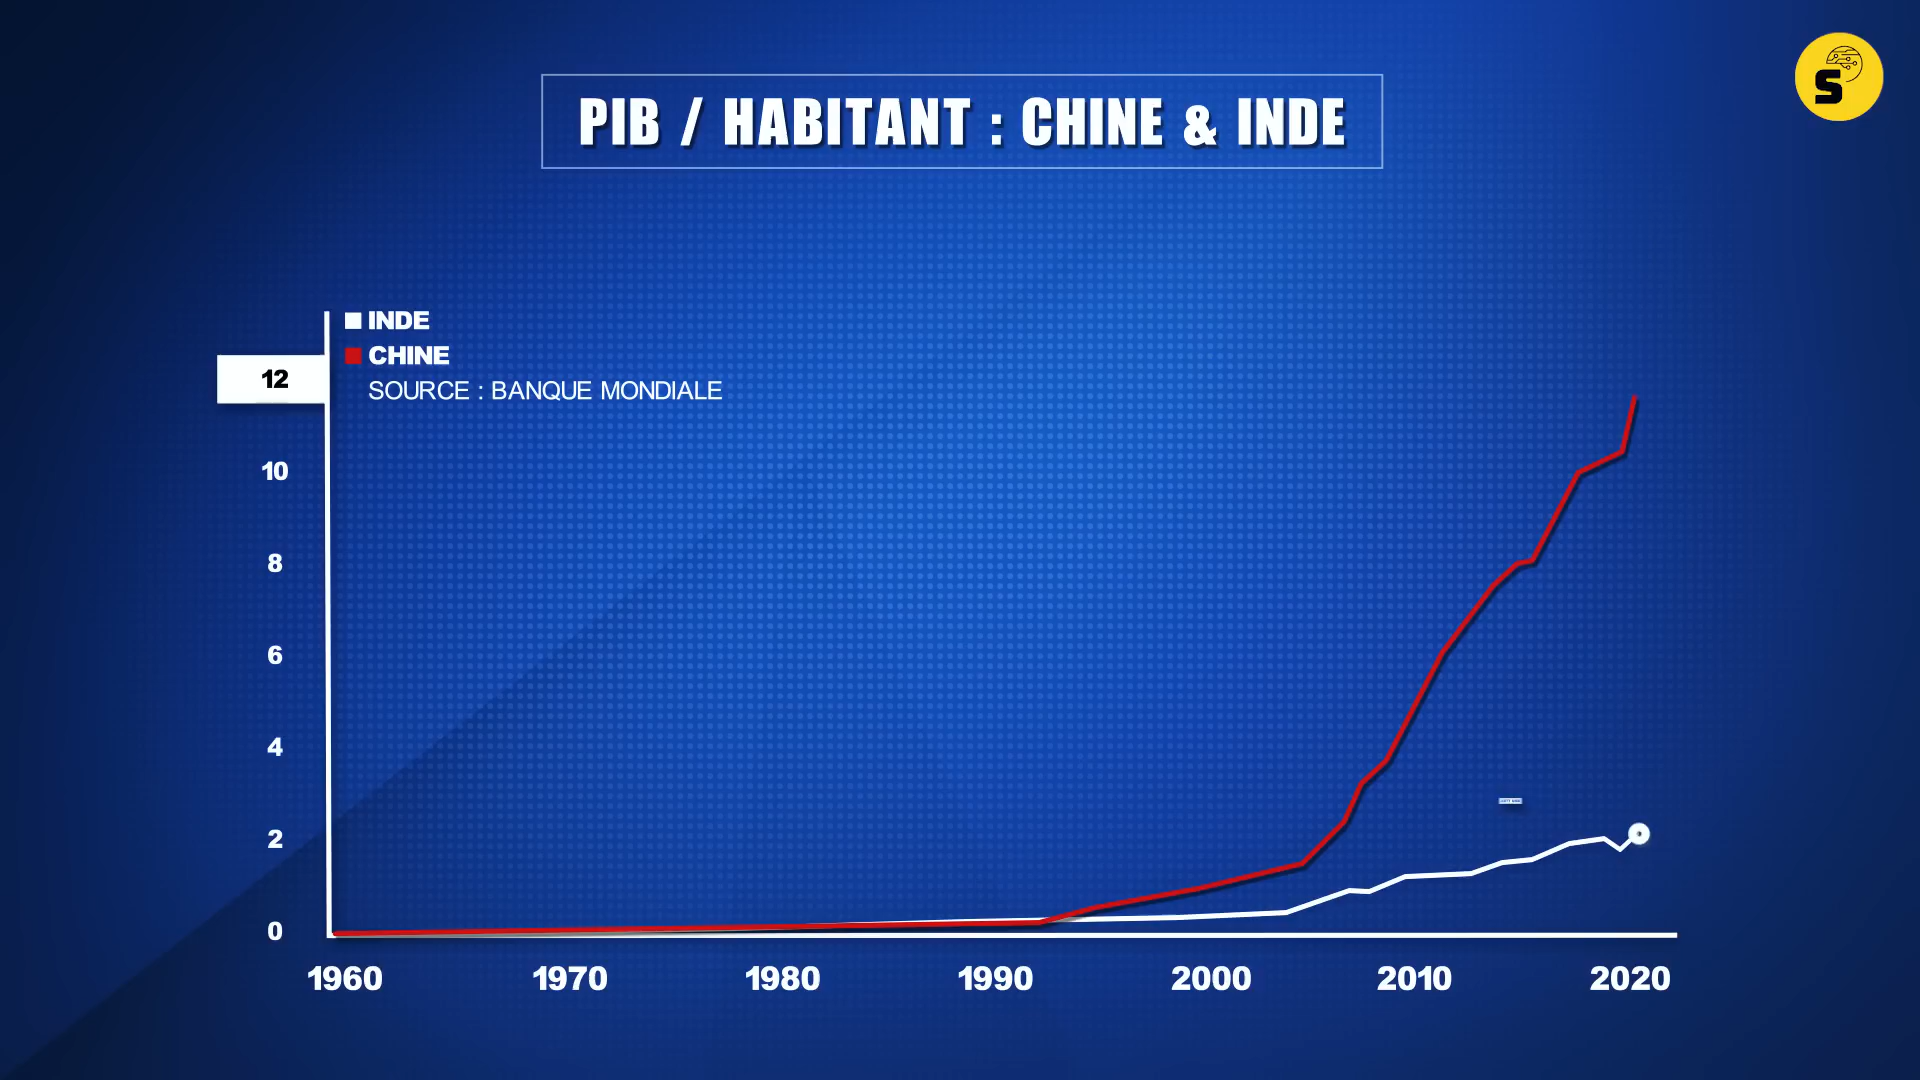 S
PIB / HABITANT : CHINE & INDE
INDE
CHINE
SOURCE : BANQUE MONDIALE
12
10
8
6
4
2
0
1960 1970 1980 1990 2000 2010 2020